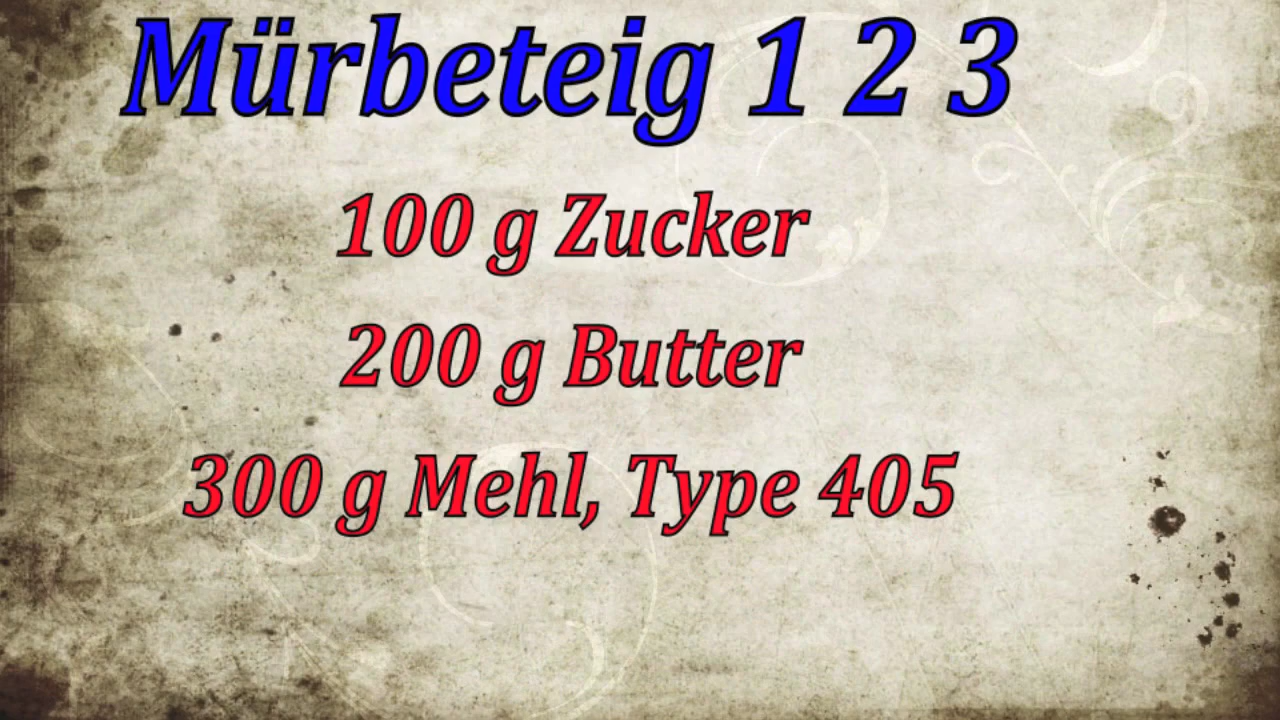 Mürbeteig 1 2 3
100 g Zucker
200 g Butter
300 g Mehl, Type 405